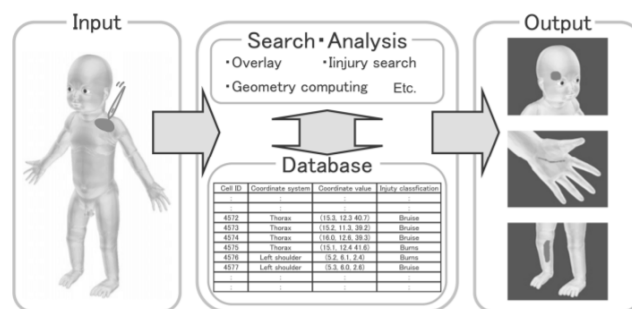 Input
Search・Analysis
・Overlay ・Iinjury search
・Geometry computing Etc.
Database
Cell ID Coordinate system Coordinate value Injuty classfication
: : : :
: : : :
4572 Thorax (15.3, 12.3 40.7) Bruise
4573 Thorax (15.2, 11.3, 39.2) Bruise
4574 Thorax (16.0, 12.6, 39.3) Bruise
4575 Thorax (15.1, 12.4 41.6) Burns
4576 Left shoulder (5.2, 6.1, 2.4) Burns
4577 Left shoulder (5.3, 6.0, 2.6) Bruise
: : : :
: : : :
Output